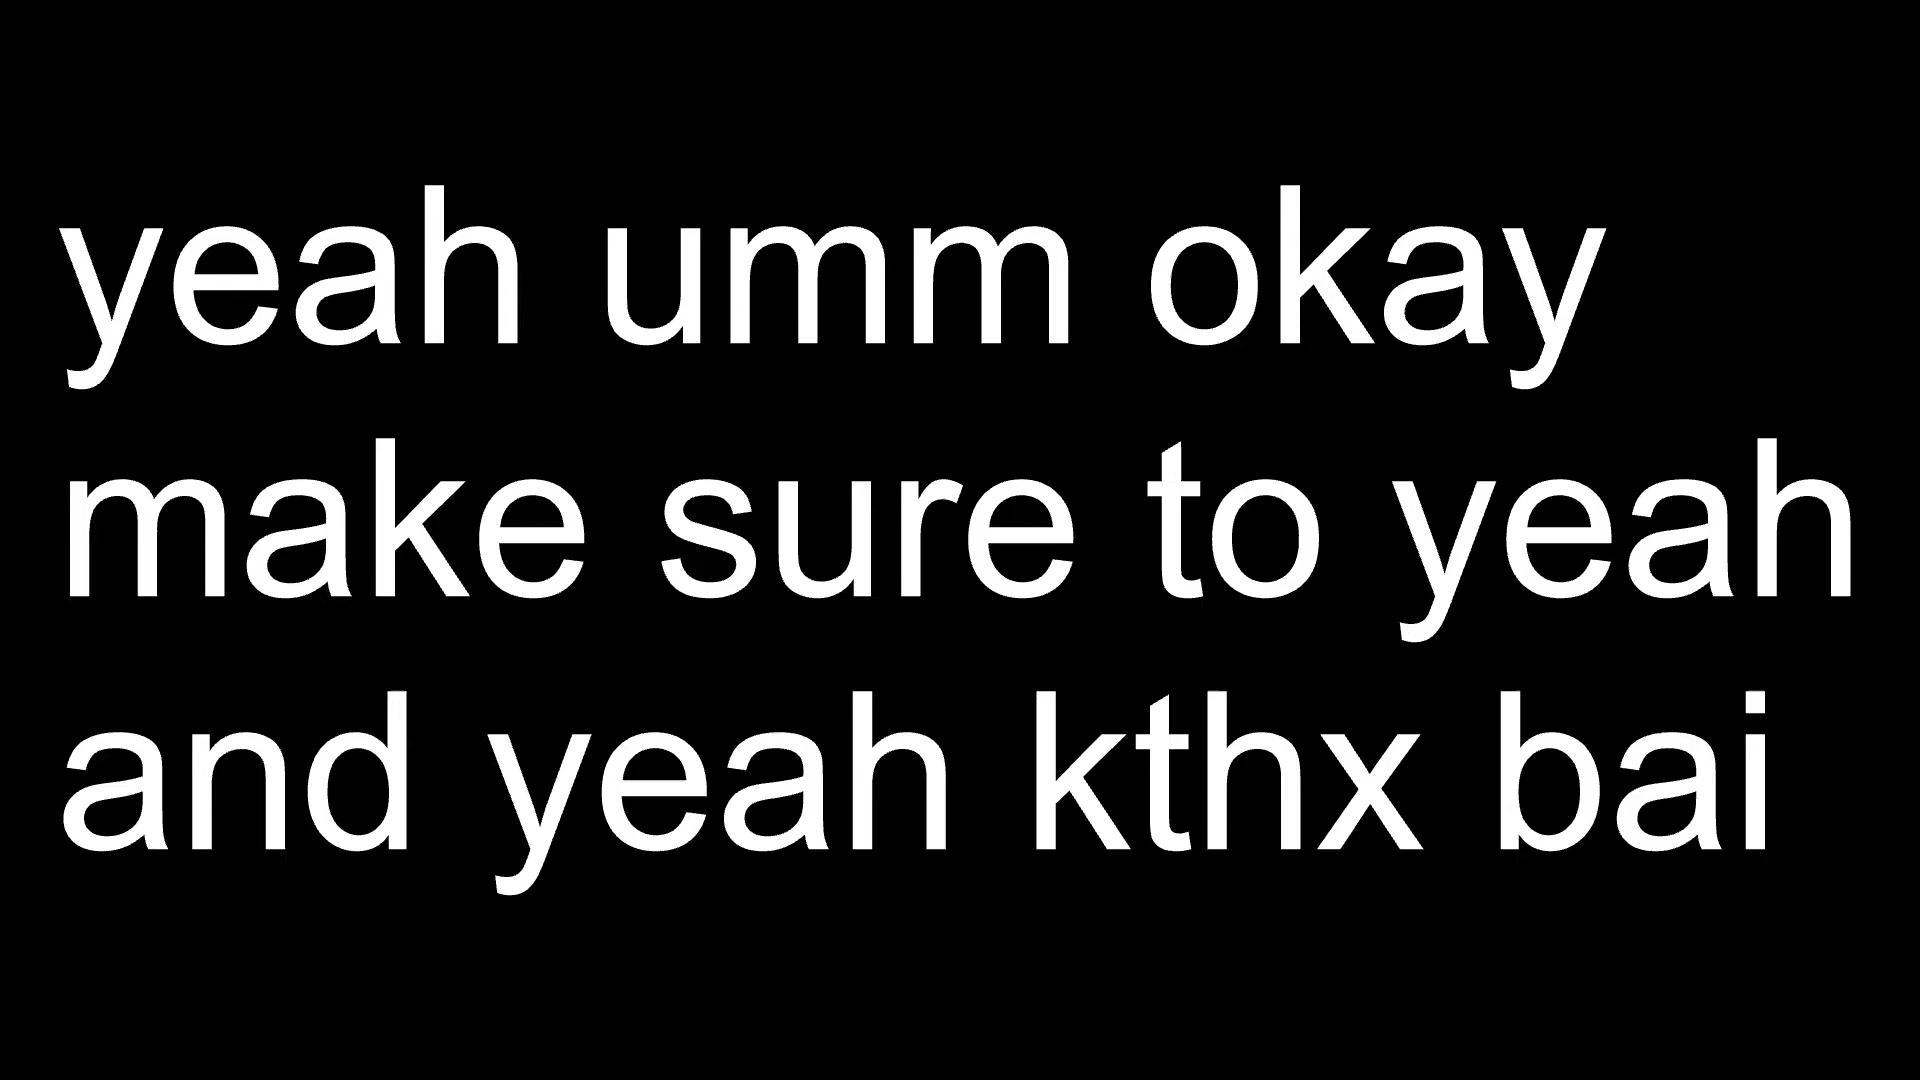 yeah umm okay
make sure to yeah
and yeah kthx bai